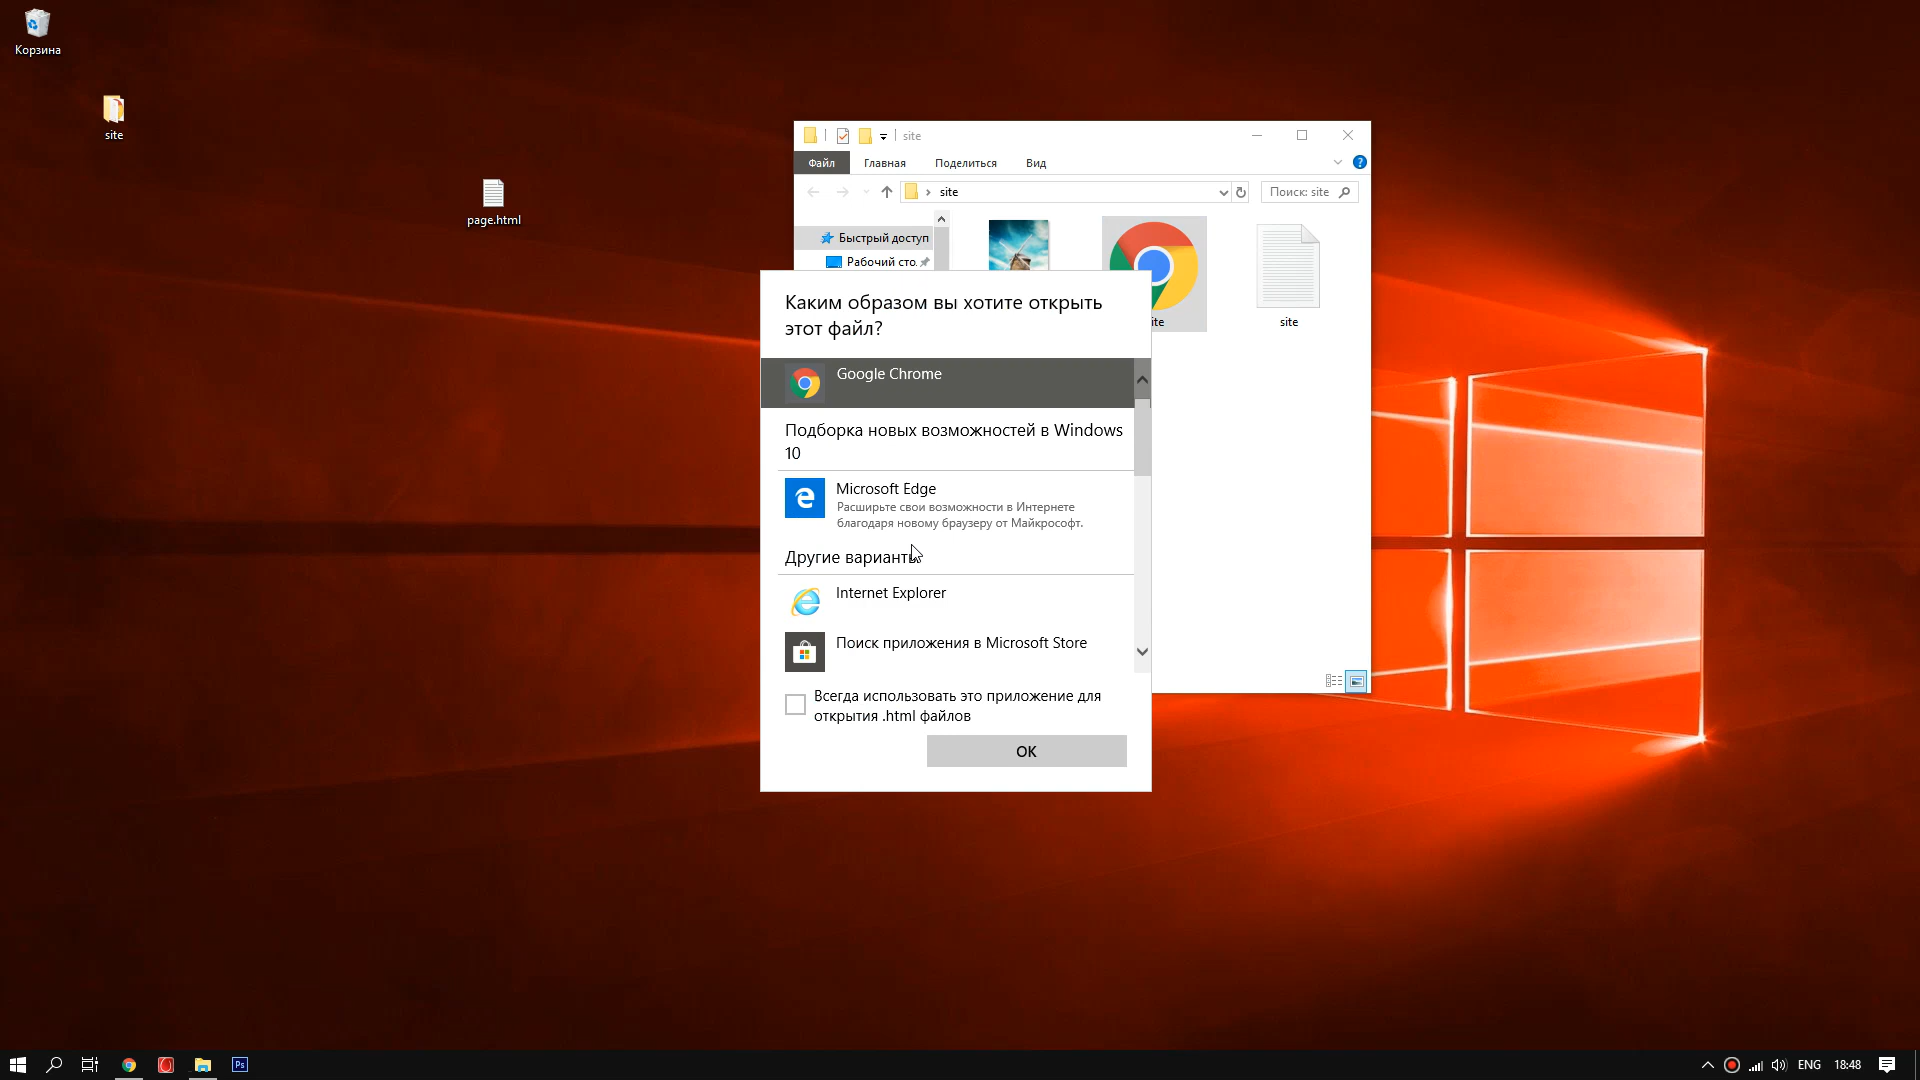 Корзина
site
page.html
site
Файл
Главная
Поделиться
Вид
?
site
Поиск: site
Быстрый доступ
Рабочий сто.
ite
site
Каким образом вы хотите открыть
этот файл?
Google Chrome
Подборка новых возможностей в Windows
10
Microsoft Edge
Расширьте свои возможности в Интернете
благодаря новому браузеру от Майкрософт.
Другие варианты
Internet Explorer
Поиск приложения в Microsoft Store
Всегда использовать это приложение для
открытия .html файлов
ОК
Ps
ENG
18:48